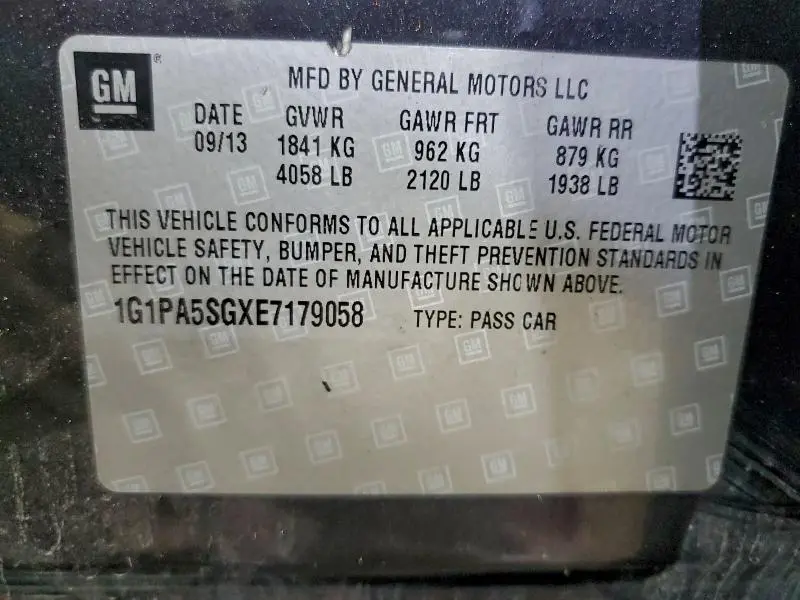 GM
®
MFD BY GENERAL MOTORS LLC
DATE GVWR GAWR FRT GAWR RR
09/13 1841 KG 962 KG 879 KG
4058 LB 2120 LB 1938 LB
THIS VEHICLE CONFORMS TO ALL APPLICABLE U.S. FEDERAL MOTOR
VEHICLE SAFETY, BUMPER, AND THEFT PREVENTION STANDARDS IN
EFFECT ON THE DATE OF MANUFACTURE SHOWN ABOVE.
1G1PA5SGXE7179058 TYPE: PASS CAR